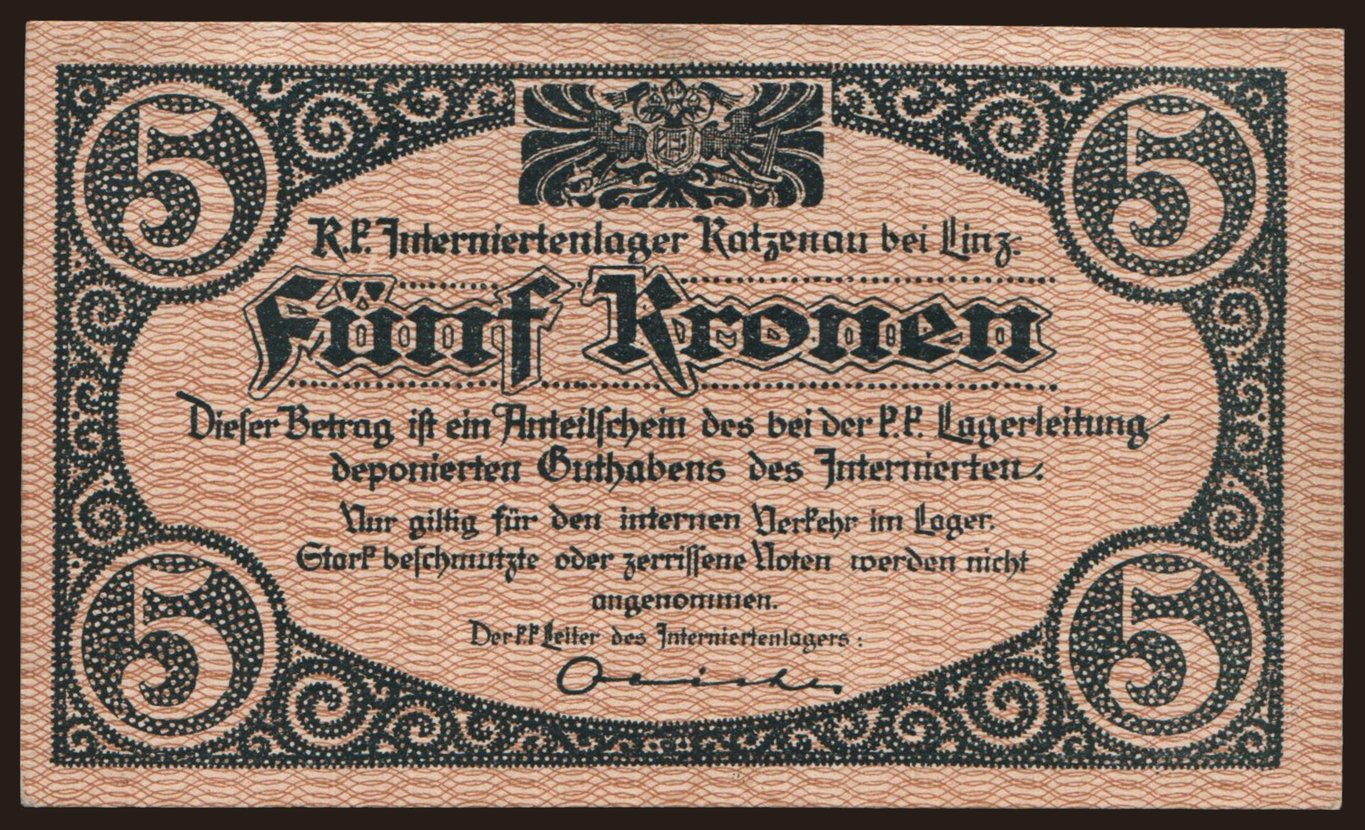 5 5
K.k. Interniertenlager Katzenau bei Linz.
Fünf Kronen
Dieser Betrag ist ein Anteilschein des bei der k.k. Lagerleitung
deponierten Guthabens des Internierten.
Nur giltig für den internen Verkehr im Lager.
Stark beschmutzte oder zerrissene Noten werden nicht
angenommen.
Der k.k. Leiter des Interniertenlagers:
5 5